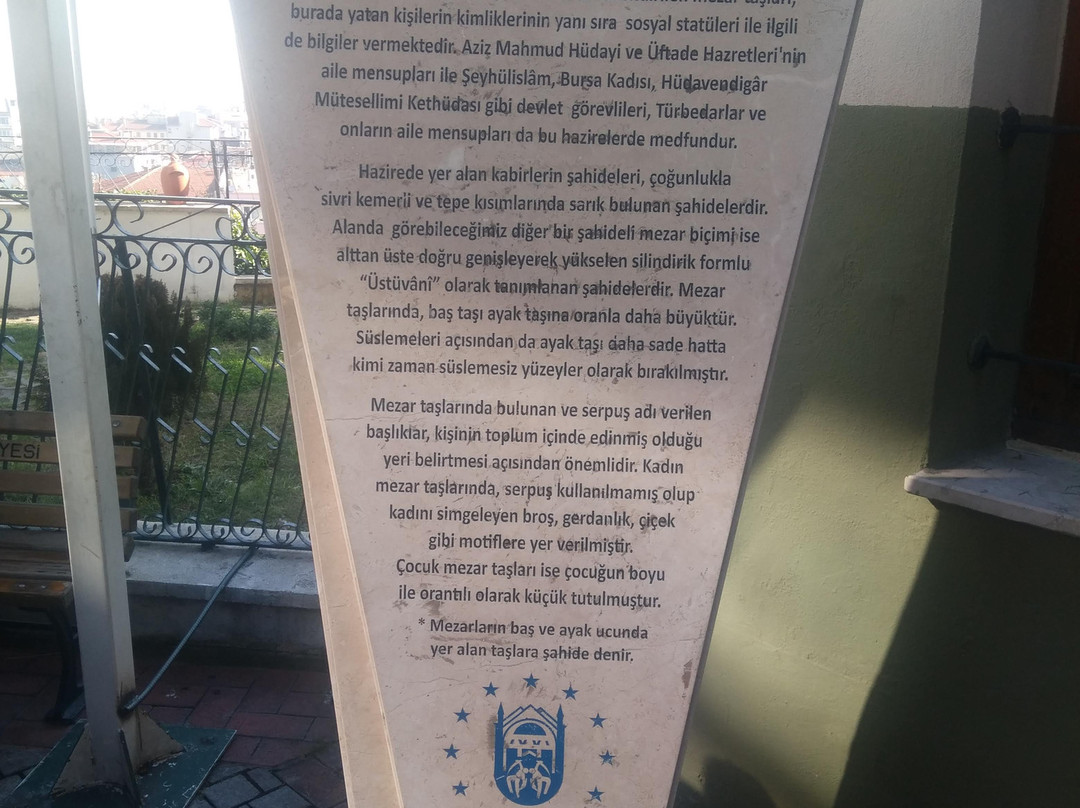 mezar taşları,
burada yatan kişilerin kimliklerinin yanı sıra sosyal statüleri ile ilgili
de bilgiler vermektedir. Aziz Mahmud Hüdayi ve Üftade Hazretleri'nin
aile mensupları ile Şeyhülislâm, Bursa Kadısı, Hüdavendigâr
Mütesellimi Kethüdası gibi devlet görevlileri, Türbedarlar ve
onların aile mensupları da bu hazirelerde medfundur.
Hazirede yer alan kabirlerin şahideleri, çoğunlukla
sivri kemerli ve tepe kısımlarında sarık bulunan şahidelerdir.
Alanda görebileceğimiz diğer bir şahideli mezar biçimi ise
alttan üste doğru genişleyerek yükselen silindirik formlu
“Üstüvânî” olarak tanımlanan şahidelerdir. Mezar
taşlarında, baş taşı ayak taşına oranla daha büyüktür.
Süslemeleri açısından da ayak taşı daha sade hatta
kimi zaman süslemesiz yüzeyler olarak bırakılmıştır.
Mezar taşlarında bulunan ve serpuş adı verilen
başlıklar, kişinin toplum içinde edinmiş olduğu
yeri belirtmesi açısından önemlidir. Kadın
mezar taşlarında, serpuş kullanılmamış olup
kadını simgeleyen broş, gerdanlık, çiçek
gibi motiflere yer verilmiştir.
Çocuk mezar taşları ise çocuğun boyu
ile orantılı olarak küçük tutulmuştur.
* Mezarların baş ve ayak ucunda
yer alan taşlara şahide denir.
YESİ